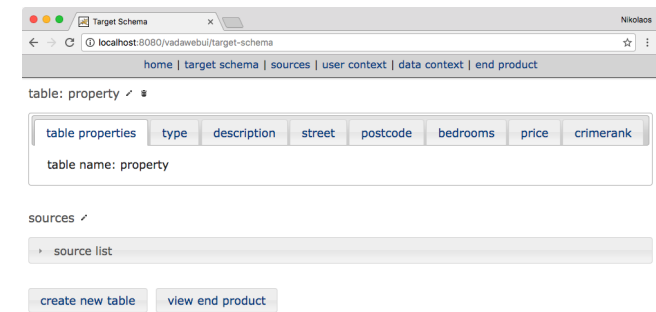 Target Schema
Nikolaos
localhost:8080/vadawebui/target-schema
home | target schema | sources | user context | data context | end product
table: property
table properties type description street postcode bedrooms price crimerank
table name: property
sources
source list
create new table view end product